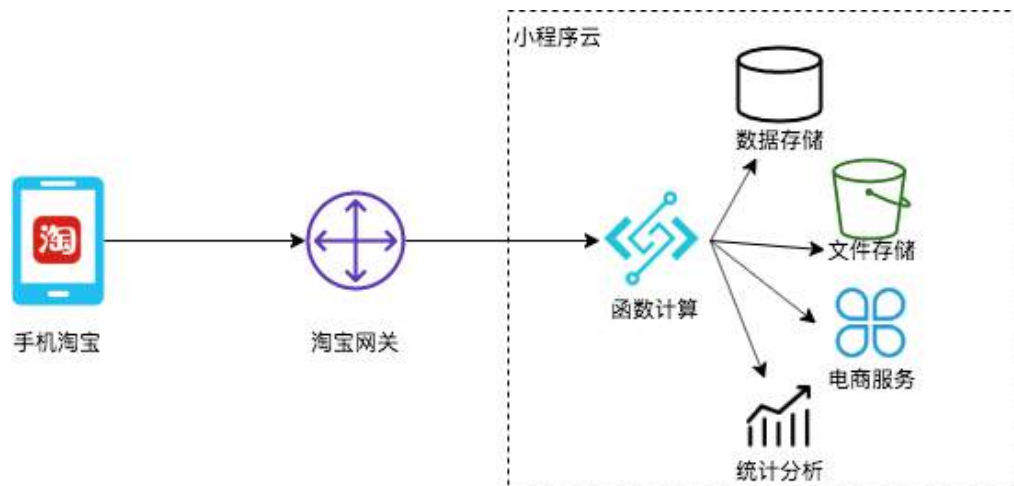 小程序云
数据存储
文件存储
淘
函数计算
手机淘宝
淘宝网关
电商服务
统计分析